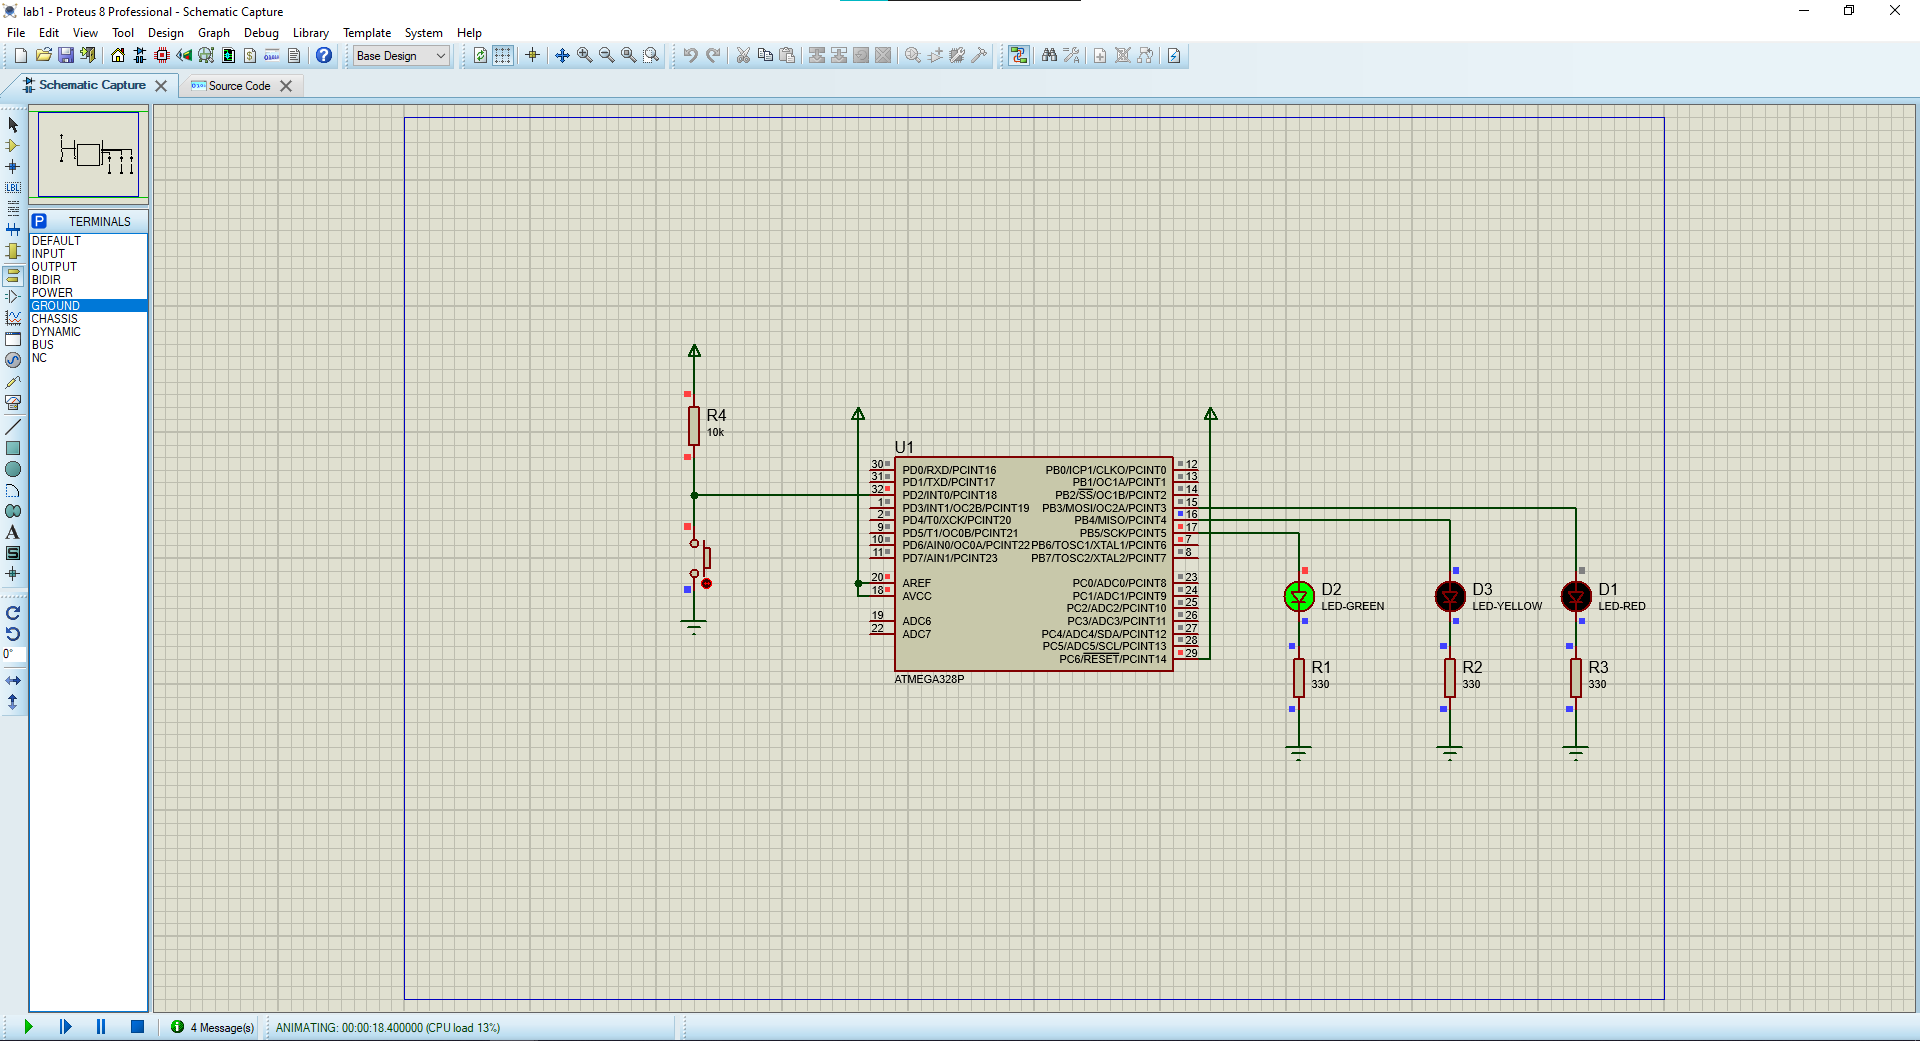 lab1 - Proteus 8 Professional - Schematic Capture
File Edit View Tool Design Graph Debug Library Template System Help
Base Design
Schematic Capture
Source Code
P TERMINALS
DEFAULT
INPUT
OUTPUT
BIDIR
POWER
GROUND
CHASSIS
DYNAMIC
BUS
NC
LBL
A
S
0°
R4
10k
U1
30 PD0/RXD/PCINT16
31 PD1/TXD/PCINT17
32 PD2/INT0/PCINT18
1 PD3/INT1/OC2B/PCINT19
2 PD4/T0/XCK/PCINT20
9 PD5/T1/OC0B/PCINT21
10 PD6/AIN0/OC0A/PCINT22
11 PD7/AIN1/PCINT23
20 AREF
18 AVCC
19 ADC6
22 ADC7
PB0/ICP1/CLKO/PCINT0 12
PB1/OC1A/PCINT1 13
PB2/SS/OC1B/PCINT2 14
PB3/MOSI/OC2A/PCINT3 15
PB4/MISO/PCINT4 16
PB5/SCK/PCINT5 17
PB6/TOSC1/XTAL1/PCINT6 7
PB7/TOSC2/XTAL2/PCINT7 8
PC0/ADC0/PCINT8 23
PC1/ADC1/PCINT9 24
PC2/ADC2/PCINT10 25
PC3/ADC3/PCINT11 26
PC4/ADC4/SDA/PCINT12 27
PC5/ADC5/SCL/PCINT13 28
PC6/RESET/PCINT14 29
ATMEGA328P
D2
LED-GREEN
D3
LED-YELLOW
D1
LED-RED
R1
330
R2
330
R3
330
4 Message(s)
ANIMATING: 00:00:18.400000 (CPU load 13%)